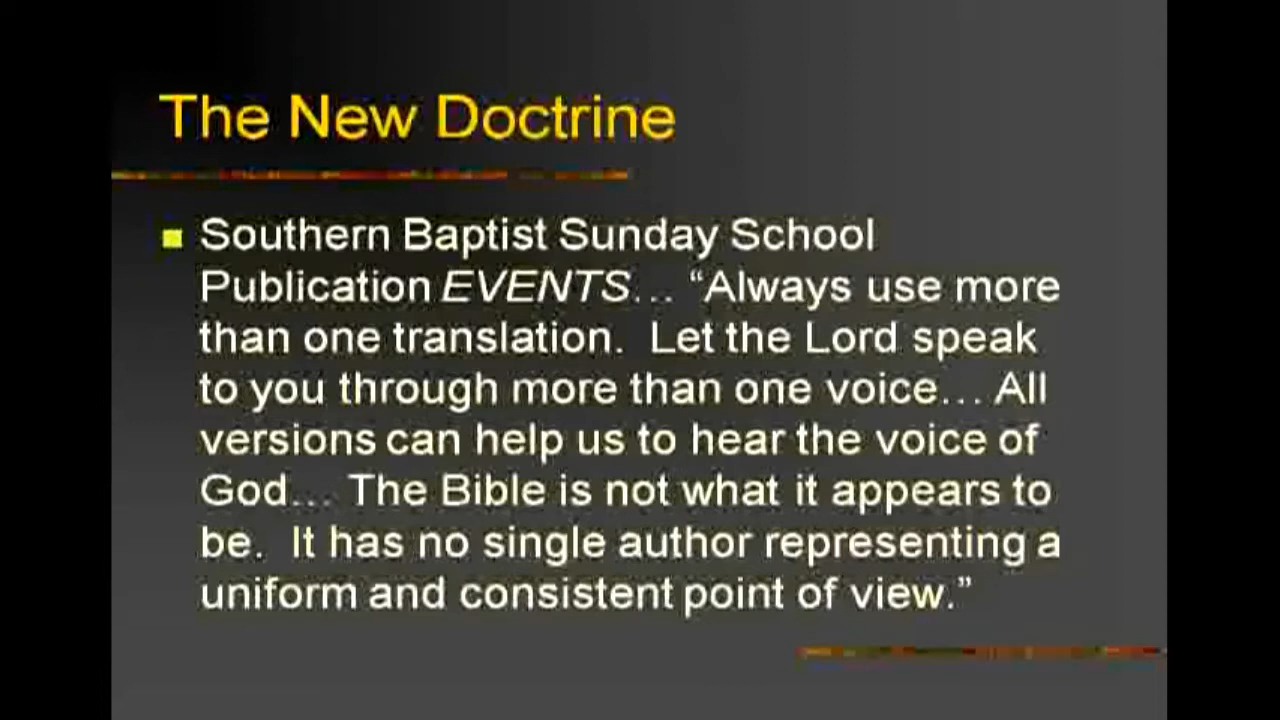 The New Doctrine
Southern Baptist Sunday School
Publication EVENTS… “Always use more
than one translation. Let the Lord speak
to you through more than one voice… All
versions can help us to hear the voice of
God… The Bible is not what it appears to
be. It has no single author representing a
uniform and consistent point of view.”